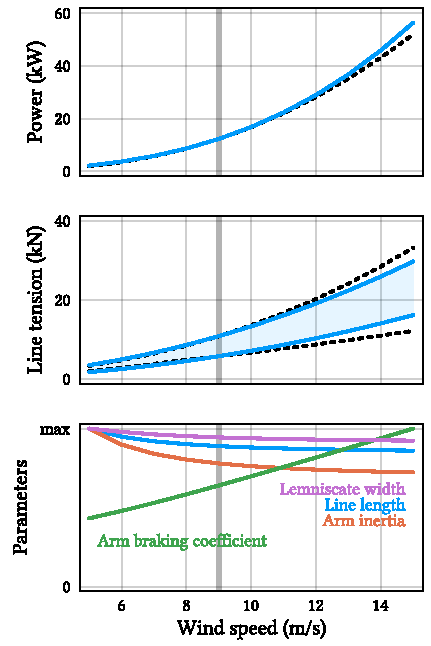 60
40
20
0
Power (kW)
40
20
0
Line tension (kN)
max
0
Parameters
Lemniscate width
Line length
Arm inertia
Arm braking coefficient
6 8 10 12 14
Wind speed (m/s)